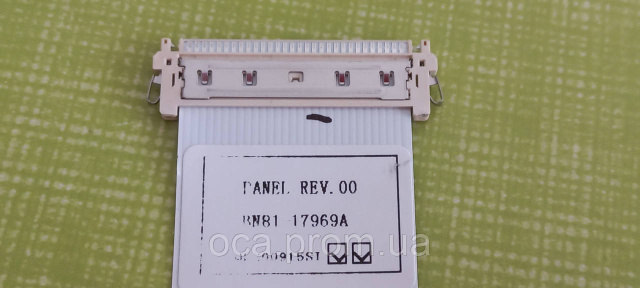 PANEL REV.00
BN81-17969A
oca.prom.ua